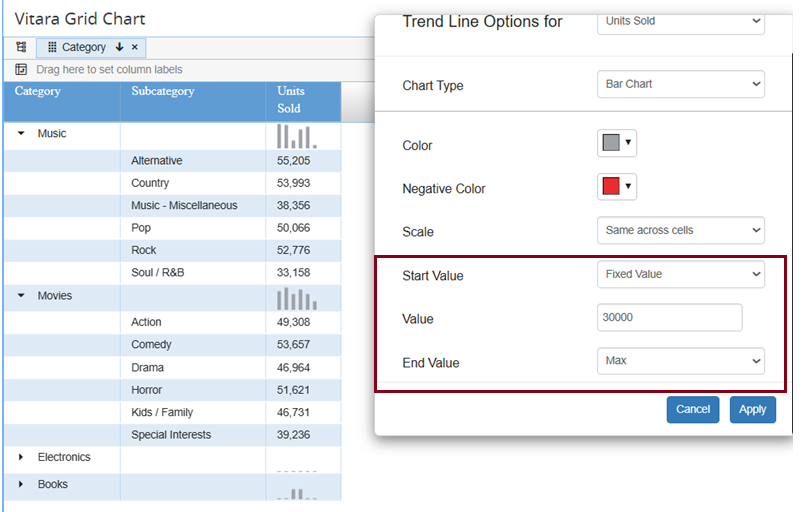 Vitara Grid Chart
Category
Drag here to set column labels
Category Subcategory Units
Sold
Music
Alternative 55,205
Country 53,993
Music - Miscellaneous 38,356
Pop 50,066
Rock 52,776
Soul / R&B 33,158
Movies
Action 49,308
Comedy 53,657
Drama 46,964
Horror 51,621
Kids / Family 46,731
Special Interests 39,236
Electronics
Books
Trend Line Options for Units Sold
Chart Type Bar Chart
Color
Negative Color
Scale Same across cells
Start Value Fixed Value
Value 30000
End Value Max
Cancel Apply